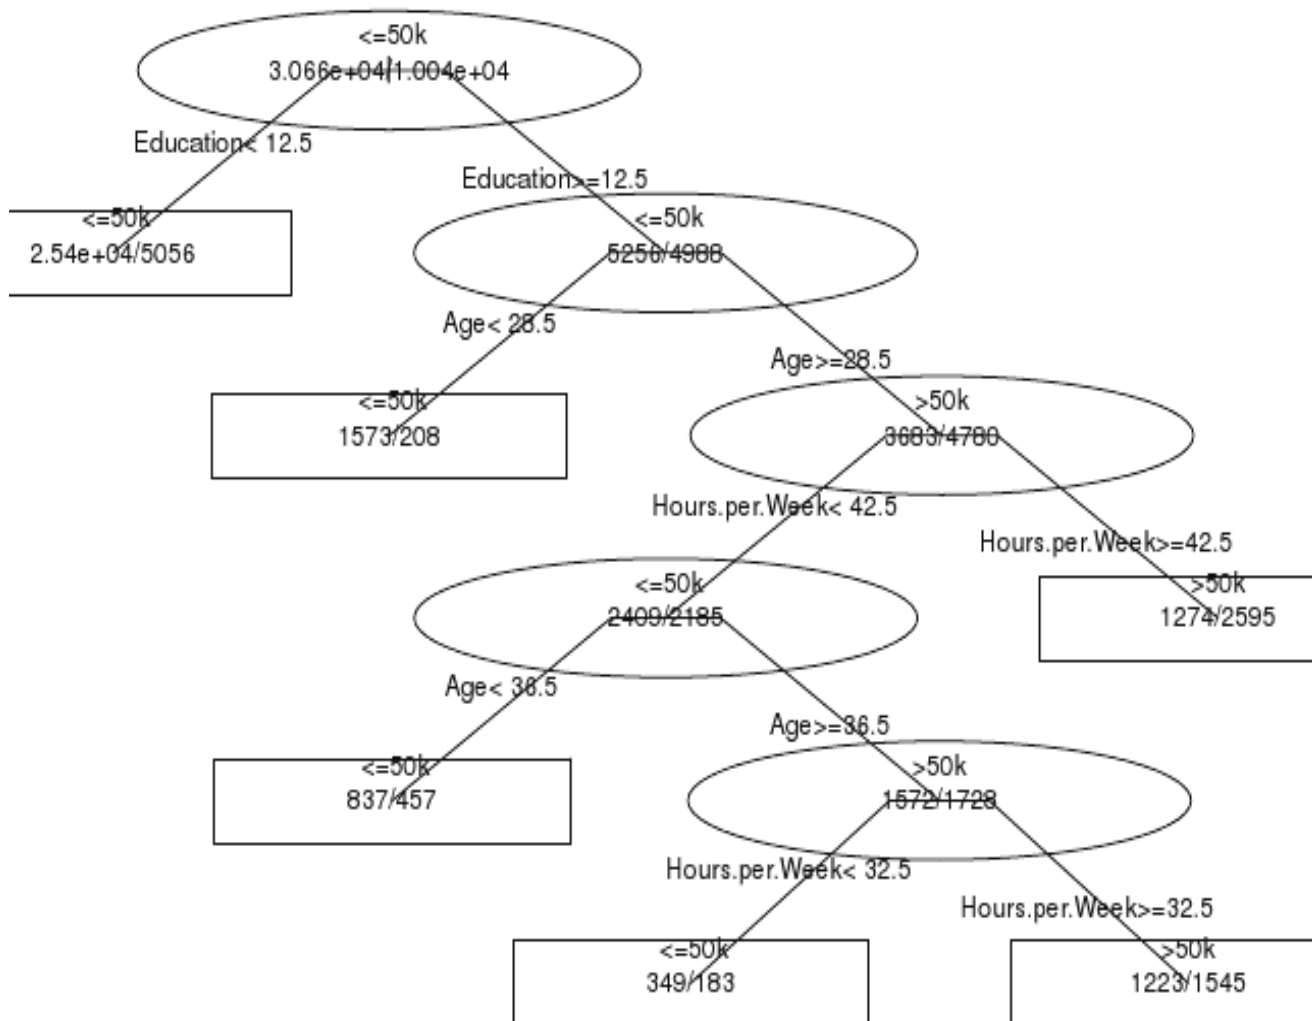 <=50k
3.066e+04/1.004e+04
Education< 12.5
Education>=12.5
<=50k
2.54e+04/5056
<=50k
5256/4988
Age< 28.5
Age>=28.5
<=50k
1573/208
>50k
3683/4780
Hours.per.Week< 42.5
Hours.per.Week>=42.5
<=50k
2409/2185
>50k
1274/2595
Age< 36.5
Age>=36.5
<=50k
837/457
>50k
1572/1728
Hours.per.Week< 32.5
Hours.per.Week>=32.5
<=50k
349/183
>50k
1223/1545